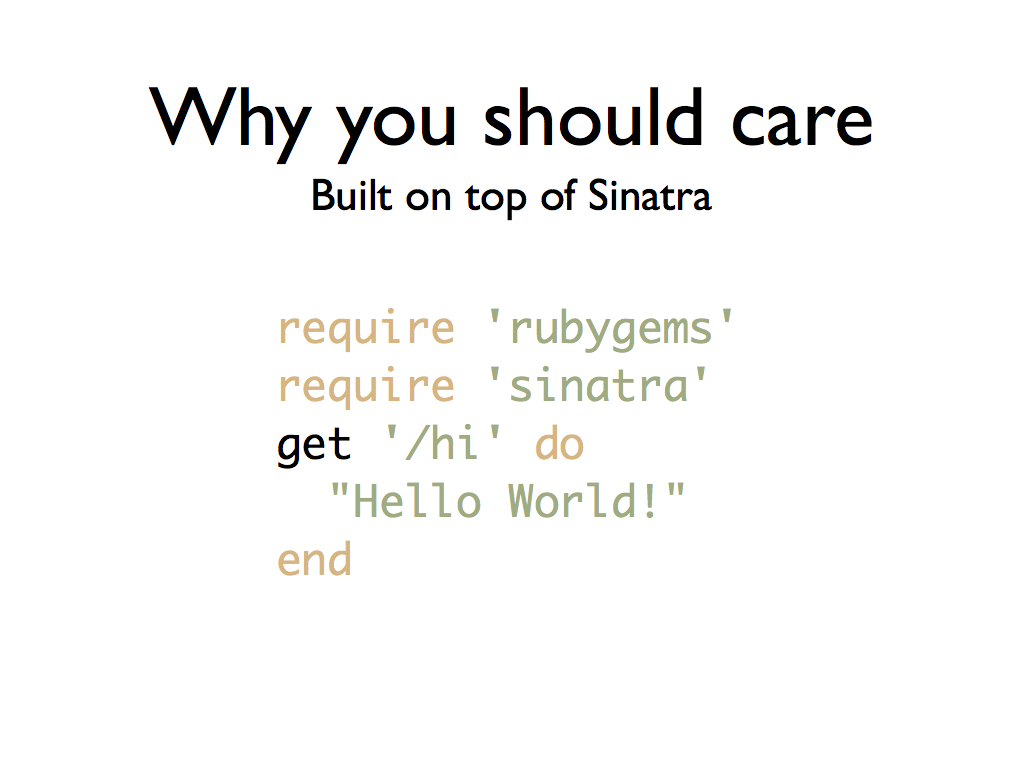 Why you should care
Built on top of Sinatra
require 'rubygems'
require 'sinatra'
get '/hi' do
  "Hello World!"
end